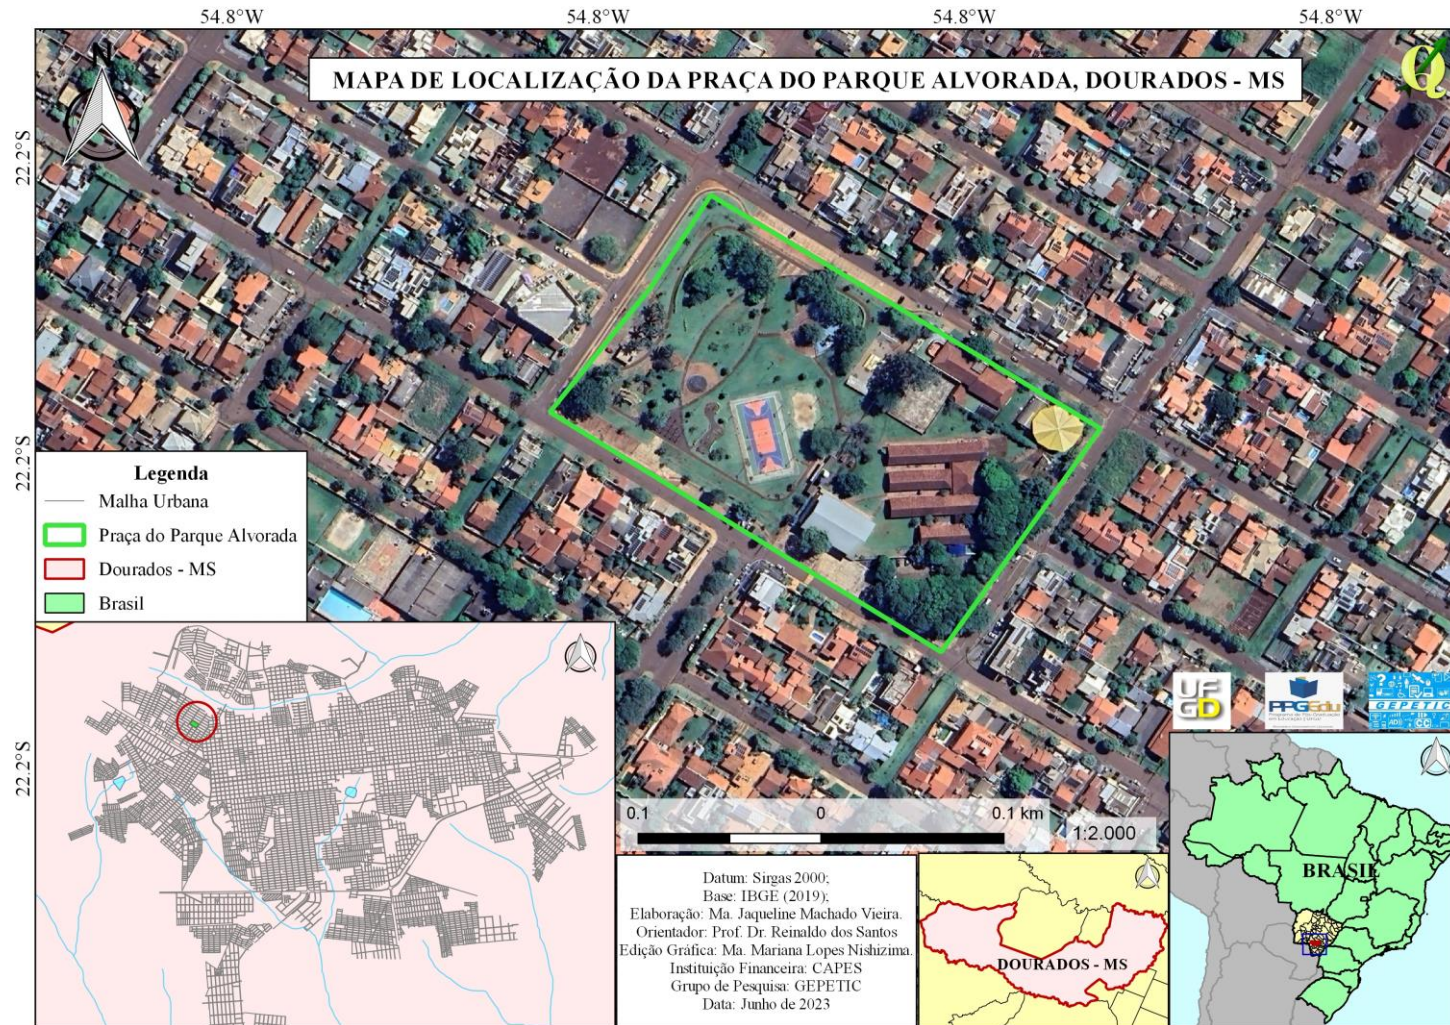 54.8°W 54.8°W 54.8°W 54.8°W
N
MAPA DE LOCALIZAÇÃO DA PRAÇA DO PARQUE ALVORADA, DOURADOS - MS
Q
22.2°S
22.2°S
22.2°S
Legenda
Malha Urbana
Praça do Parque Alvorada
Dourados - MS
Brasil
UF
GD
PPGEdu
GEPETIC
ADS
CC
0.1 0 0.1 km
1:2.000
Datum: Sirgas 2000;
Base: IBGE (2019);
Elaboração: Ma. Jaqueline Machado Vieira.
Orientador: Prof. Dr. Reinaldo dos Santos
Edição Gráfica: Ma. Mariana Lopes Nishizima.
Instituição Financeira: CAPES
Grupo de Pesquisa: GEPETIC
Data: Junho de 2023
DOURADOS - MS
BRASIL